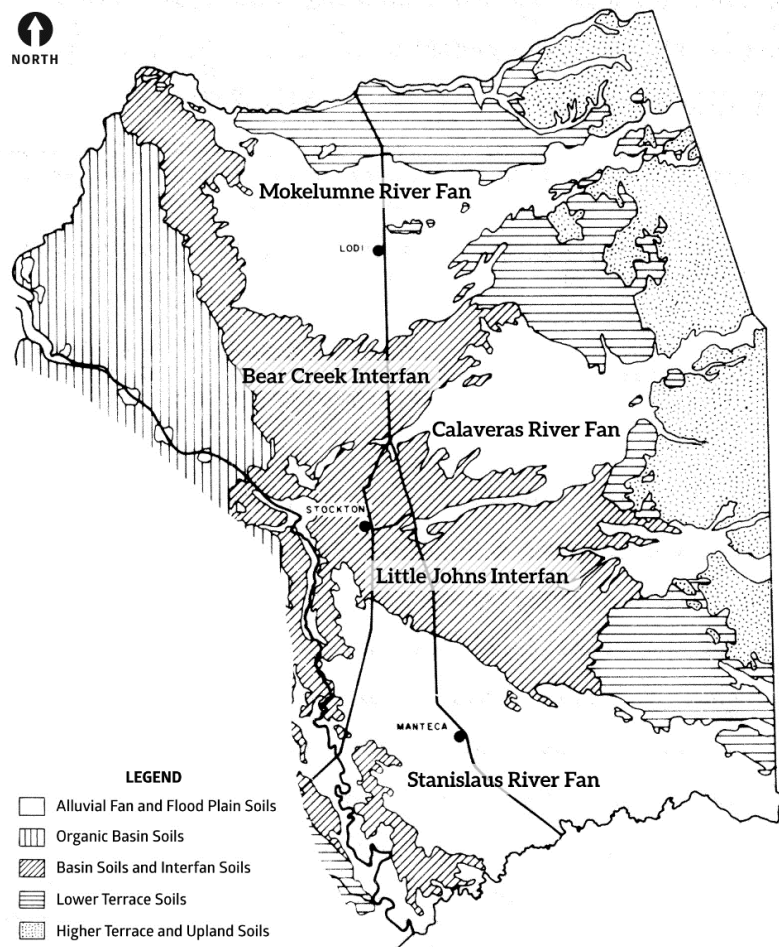 NORTH
Mokelumne River Fan
LODI
Bear Creek Interfan
Calaveras River Fan
STOCKTON
Little Johns Interfan
MANTECA
Stanislaus River Fan
LEGEND
Alluvial Fan and Flood Plain Soils
Organic Basin Soils
Basin Soils and Interfan Soils
Lower Terrace Soils
Higher Terrace and Upland Soils